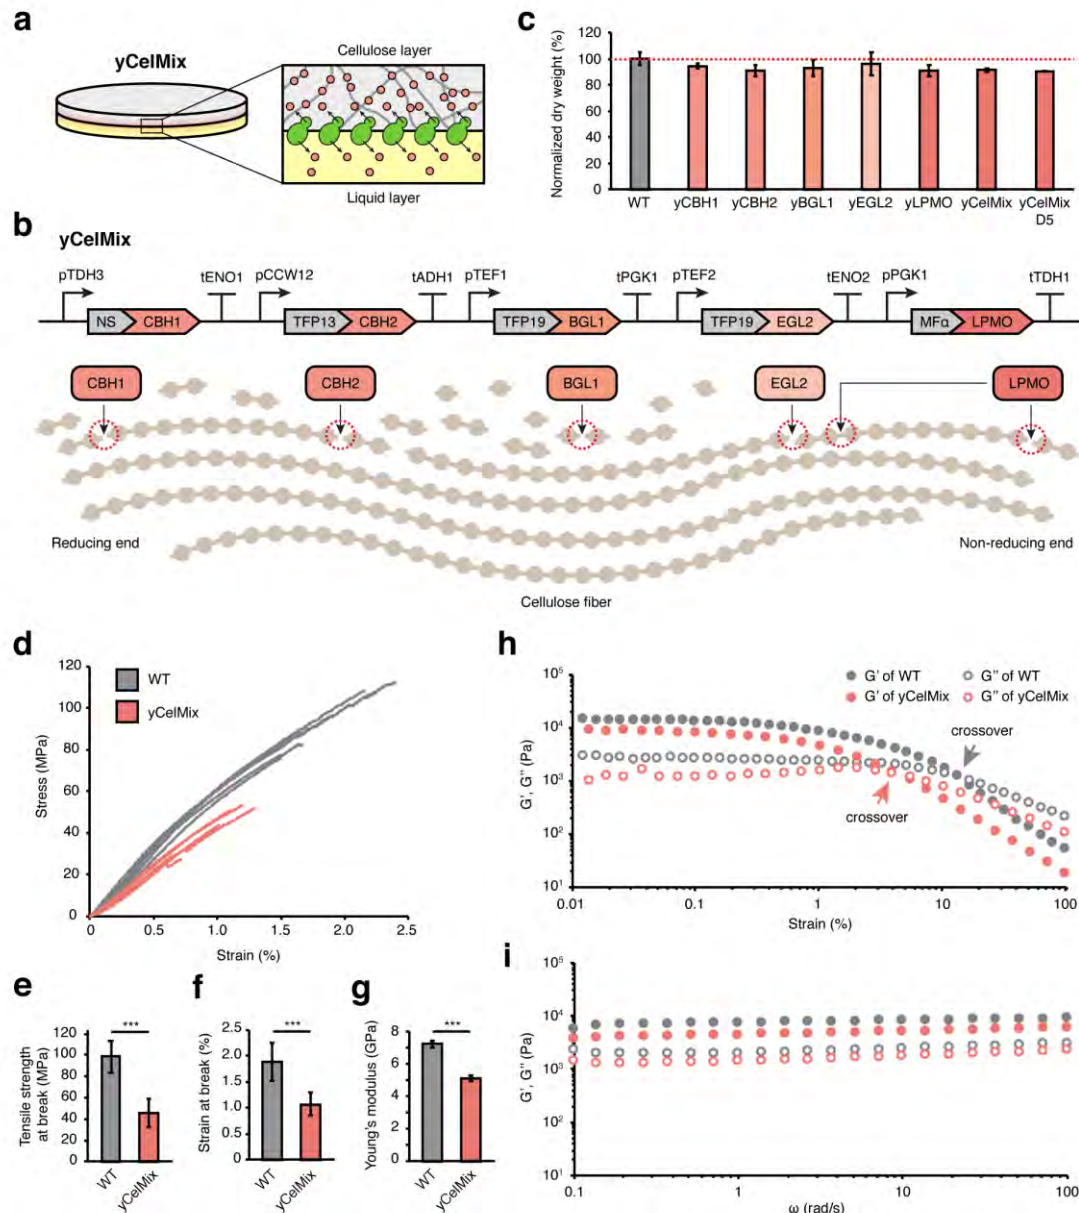 a
yCelMix
Cellulose layer
Liquid layer
c
Normalized dry weight (%)
120
100
80
60
40
20
0
WT yCBH1 yCBH2 yBGL1 yEGL2 yLPMO yCelMix yCelMix
D5
b
yCelMix
pTDH3 tENO1 pCCW12 tADH1 pTEF1 tPGK1 pTEF2 tENO2 pPGK1 tTDH1
NS CBH1 TFP13 CBH2 TFP19 BGL1 TFP19 EGL2 MFα LPMO
CBH1 CBH2 BGL1 EGL2 LPMO
Reducing end
Non-reducing end
Cellulose fiber
d
WT
yCelMix
Stress (MPa)
120
100
80
60
40
20
0
0 0.5 1.0 1.5 2.0 2.5
Strain (%)
e
Tensile strength
at break (MPa)
120
100
80
60
40
20
0
***
WT yCelMix
f
Strain at break (%)
2.5
2.0
1.5
1.0
0.5
0
***
WT yCelMix
g
Young's modulus (GPa)
8
6
4
2
0
***
WT yCelMix
h
G' of WT G'' of WT
G' of yCelMix G'' of yCelMix
crossover
crossover
G', G'' (Pa)
10⁵
10⁴
10³
10²
10¹
0.01 0.1 1 10 100
Strain (%)
i
G', G'' (Pa)
10⁵
10⁴
10³
10²
10¹
0.1 1 10 100
ω (rad/s)